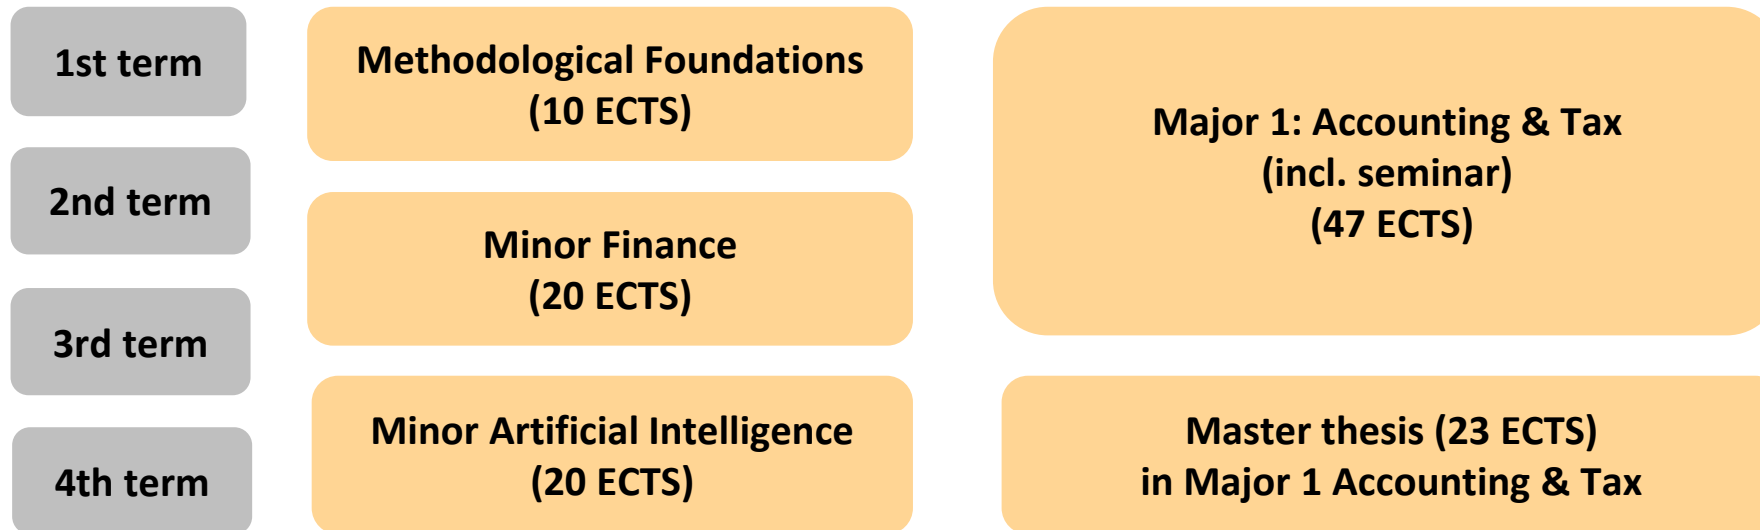 1st term
2nd term
3rd term
4th term
Methodological Foundations
(10 ECTS)
Minor Finance
(20 ECTS)
Minor Artificial Intelligence
(20 ECTS)
Major 1: Accounting & Tax
(incl. seminar)
(47 ECTS)
Master thesis (23 ECTS)
in Major 1 Accounting & Tax